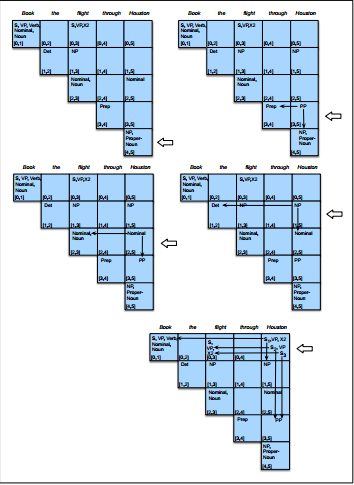 Book the flight through Houston
S, VP, Verb, Nominal, Noun
S,VP,X2
[0,1] [0,2] [0,3] [0,4] [0,5]
Det NP
[1,2] [1,3] [1,4] [1,5]
Nominal, Noun
Nominal
[2,3] [2,4] [2,5]
Prep
[3,4] [3,5]
NP, Proper-Noun
[4,5]
Book the flight through Houston
S, VP, Verb, Nominal, Noun
S,VP,X2
[0,1] [0,2] [0,3] [0,4] [0,5]
Det NP
[1,2] [1,3] [1,4] [1,5]
Nominal, Noun
[2,3] [2,4] [2,5]
Prep PP
[3,4] [3,5]
NP, Proper-Noun
[4,5]
Book the flight through Houston
S, VP, Verb, Nominal, Noun
S,VP,X2
[0,1] [0,2] [0,3] [0,4] [0,5]
Det NP NP
[1,2] [1,3] [1,4] [1,5]
Nominal, Noun
Nominal
[2,3] [2,4] [2,5]
Prep PP
[3,4] [3,5]
NP, Proper-Noun
[4,5]
Book the flight through Houston
S, VP, Verb, Nominal, Noun
S,VP,X2
[0,1] [0,2] [0,3] [0,4] [0,5]
Det NP NP
[1,2] [1,3] [1,4] [1,5]
Nominal, Noun
Nominal
[2,3] [2,4] [2,5]
Prep PP
[3,4] [3,5]
NP, Proper-Noun
[4,5]
Book the flight through Houston
S, VP, Verb, Nominal, Noun
S, VP, X2
S1, VP, X2
S2, VP
S3
[0,1] [0,2] [0,3] [0,4]
Det NP NP
[1,2] [1,3] [1,4] [1,5]
Nominal, Noun
Nominal
[2,3] [2,4] [2,5]
Prep PP
[3,4] [3,5]
NP, Proper-Noun
[4,5]